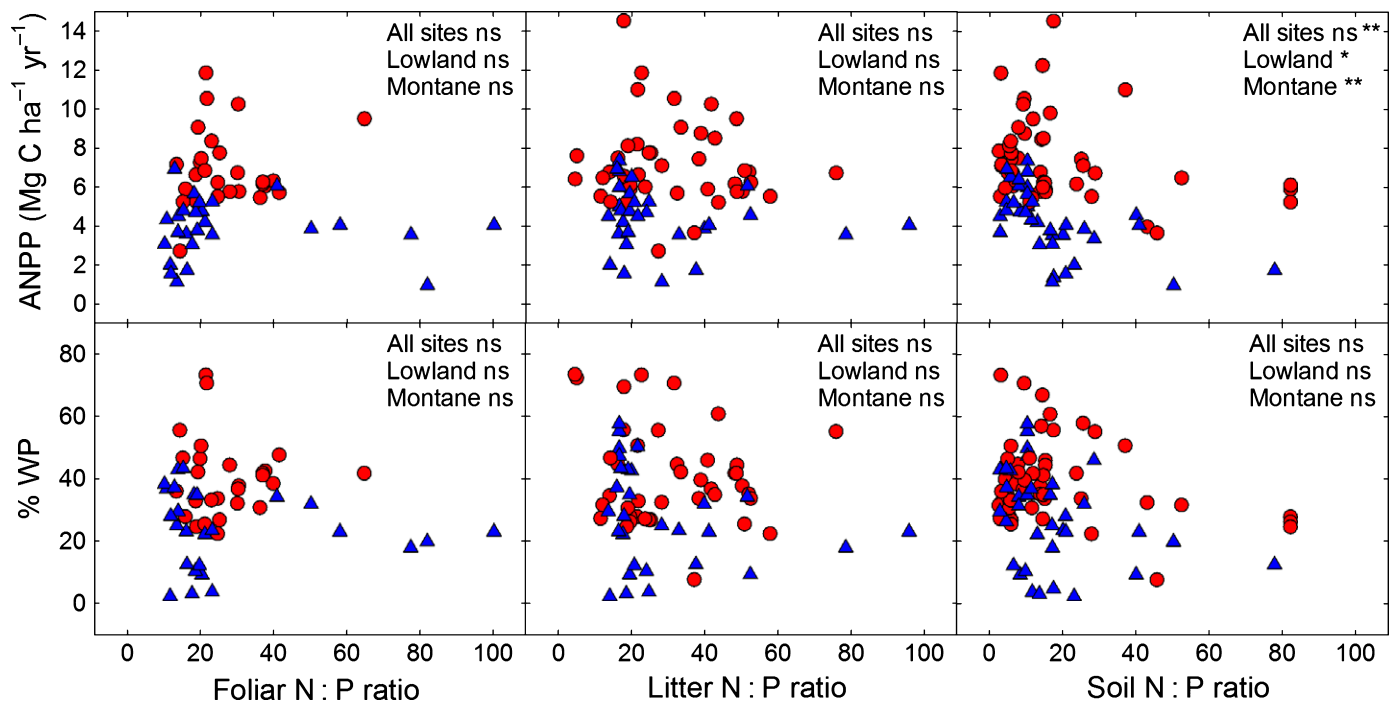 ANPP (Mg C ha⁻¹ yr⁻¹)
14
12
10
8
6
4
2
0
All sites ns
Lowland ns
Montane ns
All sites ns
Lowland ns
Montane ns
All sites ns **
Lowland *
Montane **
% WP
80
60
40
20
0
All sites ns
Lowland ns
Montane ns
All sites ns
Lowland ns
Montane ns
All sites ns
Lowland ns
Montane ns
0 20 40 60 80 100
0 20 40 60 80 100
0 20 40 60 80 100
Foliar N : P ratio
Litter N : P ratio
Soil N : P ratio